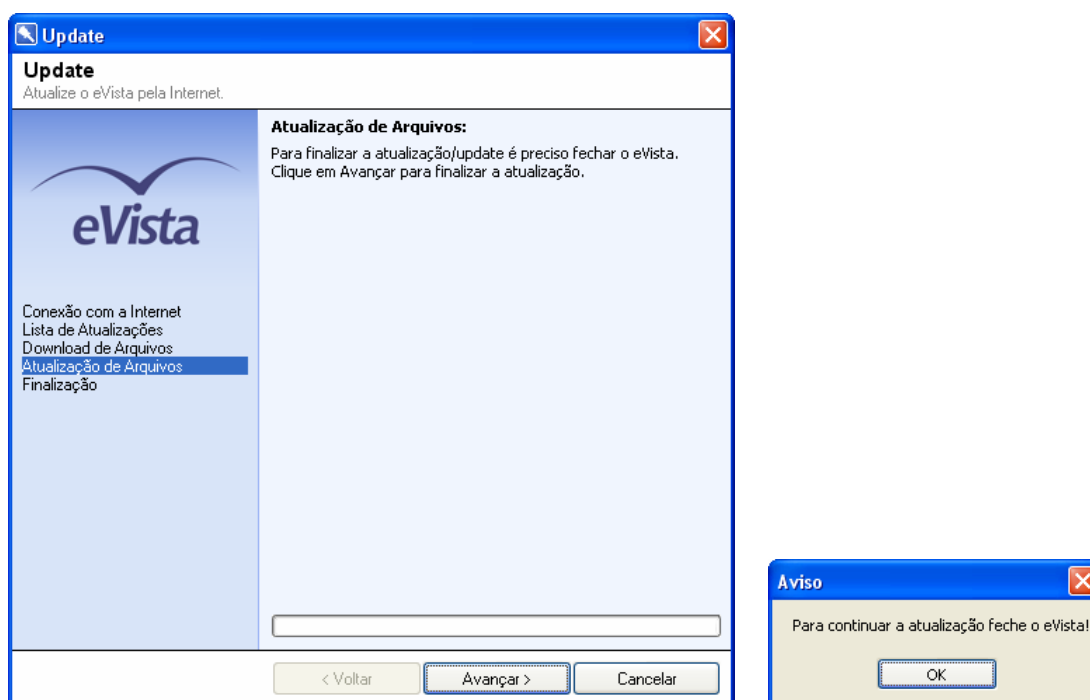 Update
Update
Atualize o eVista pela Internet.
eVista
Conexão com a Internet
Lista de Atualizações
Download de Arquivos
Atualização de Arquivos
Finalização
Atualização de Arquivos:
Para finalizar a atualização/update é preciso fechar o eVista.
Clique em Avançar para finalizar a atualização.
< Voltar
Avançar >
Cancelar
Aviso
Para continuar a atualização feche o eVista!
OK